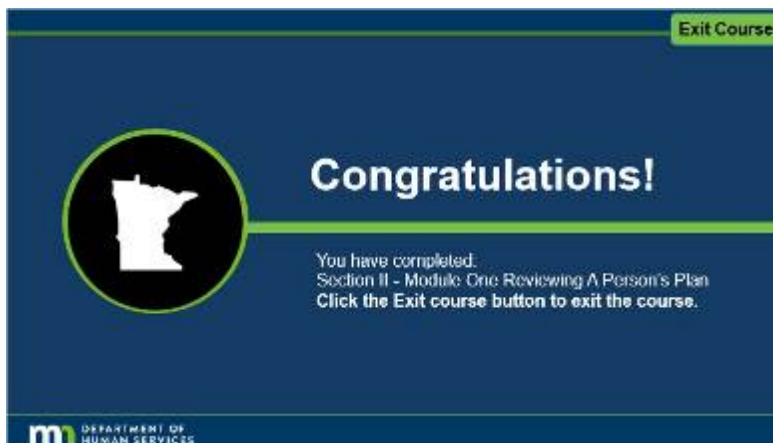 Exit Course
Congratulations!
You have completed:
Section II - Module One Reviewing A Person's Plan
Click the Exit course button to exit the course.
mn DEPARTMENT OF
HUMAN SERVICES